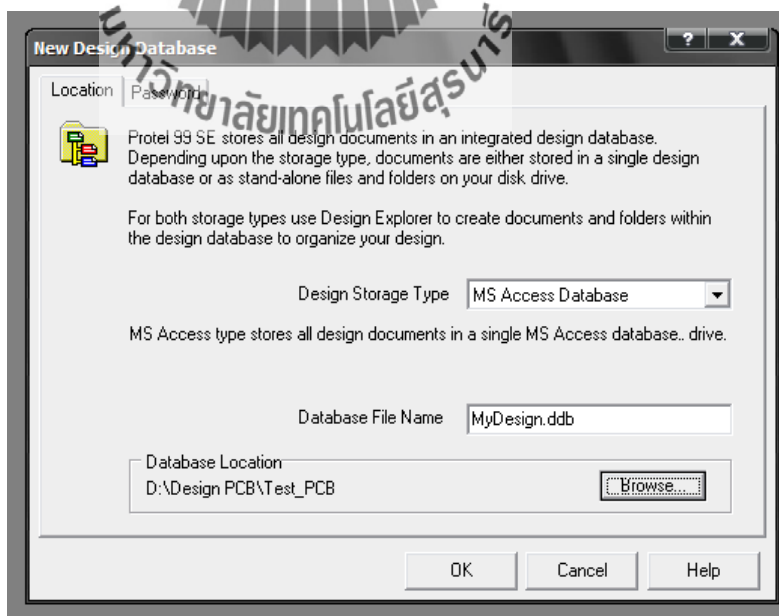 New Design Database
? X
Location Password
มหาวิทยาลัยเทคโนโลยีสุรนารี
Protel 99 SE stores all design documents in an integrated design database.
Depending upon the storage type, documents are either stored in a single design
database or as stand-alone files and folders on your disk drive.
For both storage types use Design Explorer to create documents and folders within
the design database to organize your design.
Design Storage Type MS Access Database
MS Access type stores all design documents in a single MS Access database.. drive.
Database File Name MyDesign.ddb
Database Location
D:\Design PCB\Test_PCB Browse...
OK Cancel Help